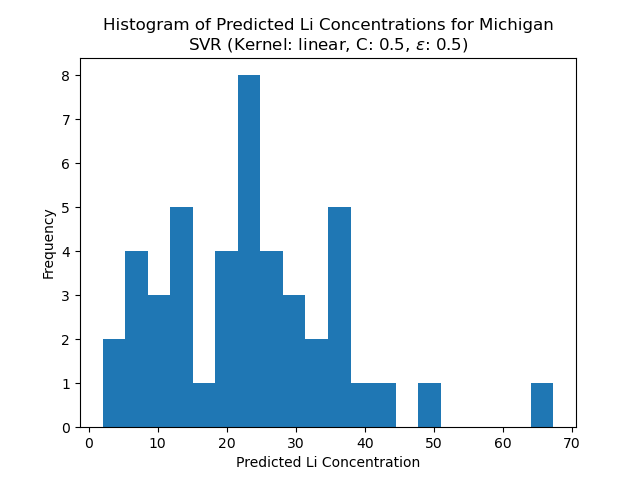 Histogram of Predicted Li Concentrations for Michigan
SVR (Kernel: linear, C: 0.5, ε: 0.5)
8
7
6
5
4
3
2
1
0
Frequency
0 10 20 30 40 50 60 70
Predicted Li Concentration